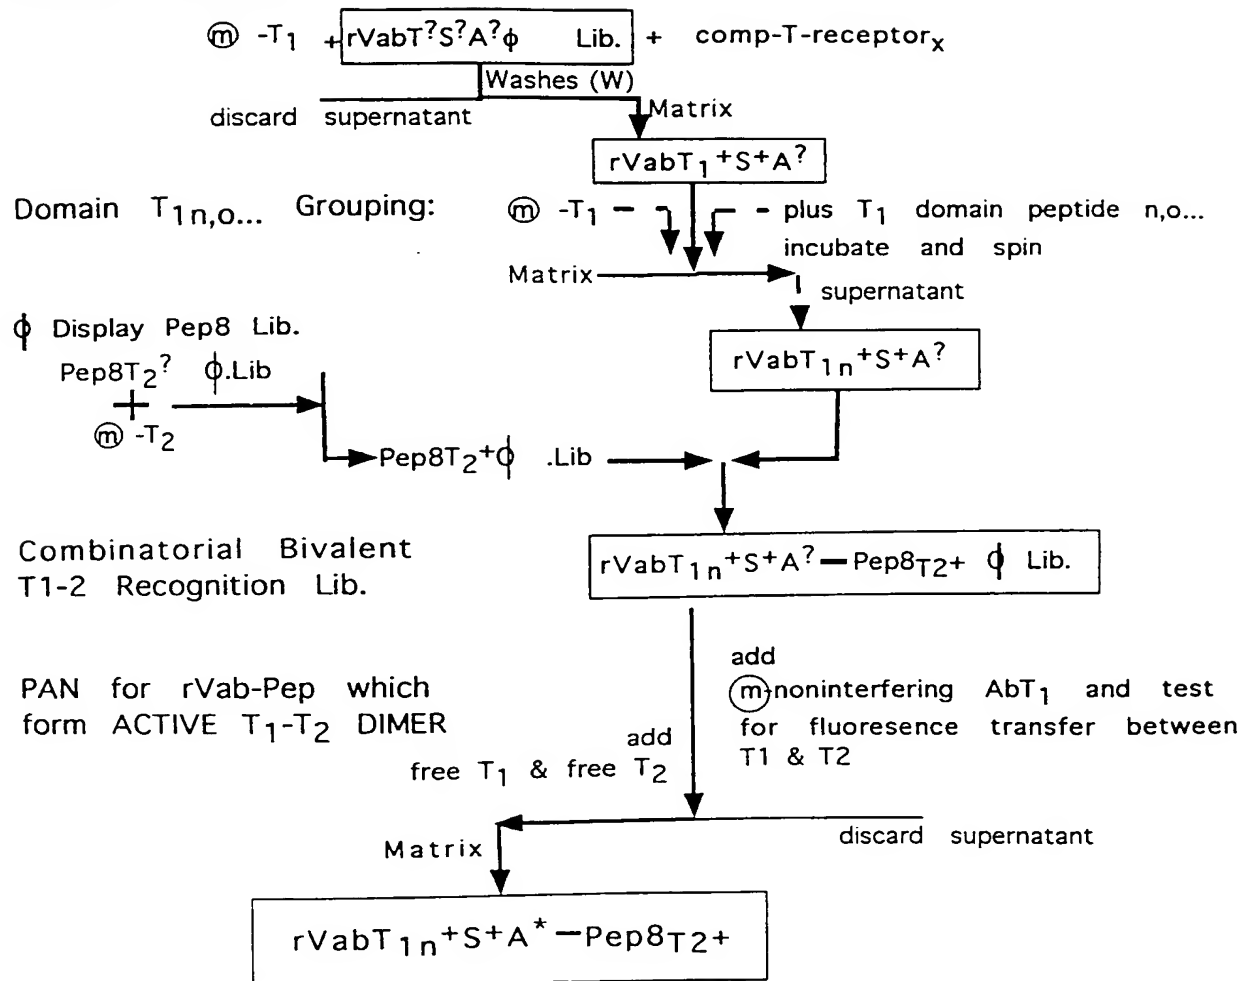 ⓜ -T₁ + rVabT?S?A?ϕ Lib. + comp-T-receptorₓ
Washes (W)
discard supernatant
Matrix
rVabT₁⁺S⁺A?
Domain T₁ₙ,ₒ... Grouping:
ⓜ -T₁
plus T₁ domain peptide n,o...
incubate and spin
Matrix
supernatant
ϕ Display Pep8 Lib.
Pep8T₂? ϕ.Lib
+
ⓜ -T₂
rVabT₁ₙ⁺S⁺A?
Pep8T₂⁺ϕ .Lib
Combinatorial Bivalent
T1-2 Recognition Lib.
rVabT₁ₙ⁺S⁺A? — Pep8T2+ ϕ Lib.
PAN for rVab-Pep which
form ACTIVE T₁-T₂ DIMER
add
ⓜ-noninterfering AbT₁ and test
for fluoresence transfer between
T1 & T2
add
free T₁ & free T₂
discard supernatant
Matrix
rVabT₁ₙ⁺S⁺A* — Pep8T2+